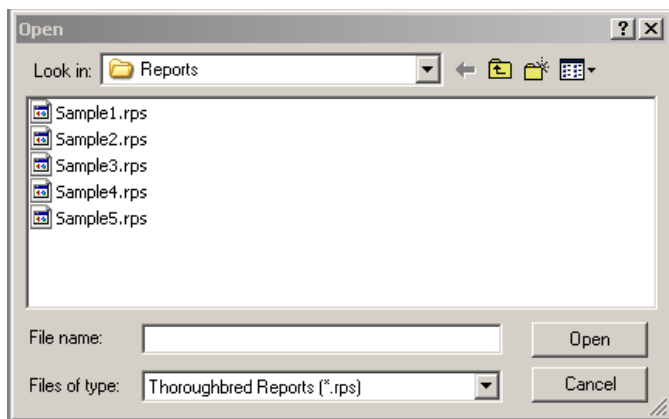 Open ? X
Look in: Reports
Sample1.rps
Sample2.rps
Sample3.rps
Sample4.rps
Sample5.rps
File name: Open
Files of type: Thoroughbred Reports (*.rps) Cancel